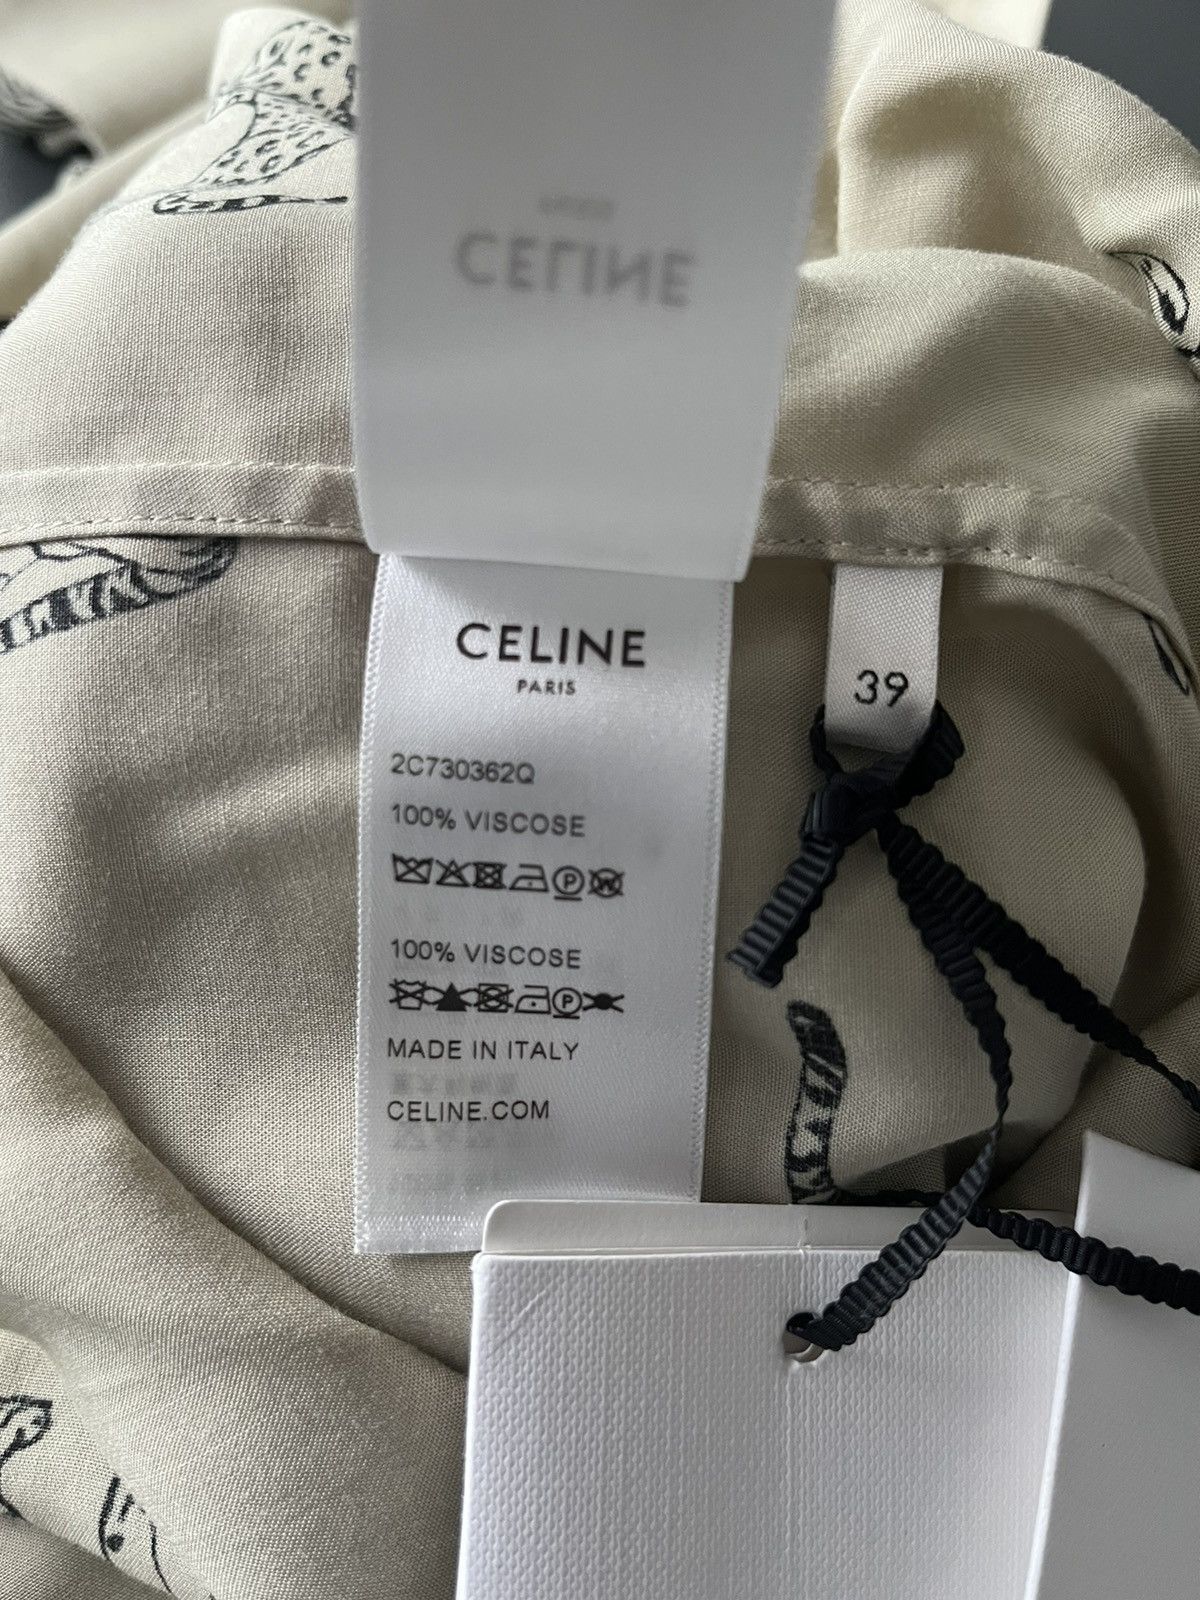 CELINE
CELINE
PARIS
39
2C730362Q
100% VISCOSE
P W
100% VISCOSE
P
MADE IN ITALY
CELINE.COM